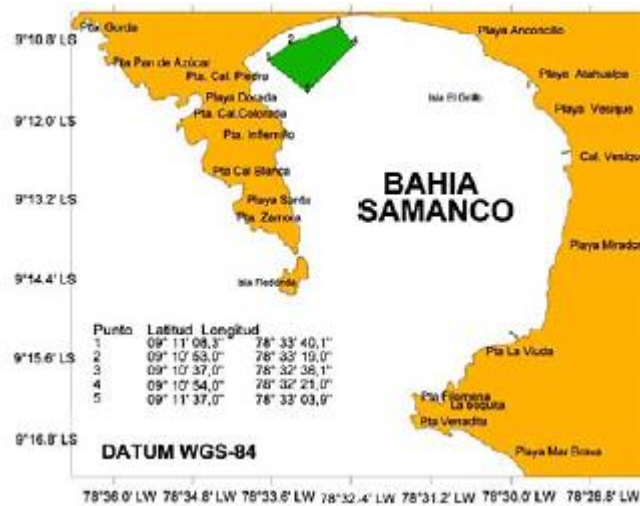 Pta. Gorda
3
9°10.8' LS
2
4
Playa Anconcillo
Pta Pan de Azúcar
1
Pta. Cal. Piedra
Playa Atahualpa
Playa Dorada
Isla El Grillo
Pta. Cal. Colorada
Playa Vesique
9°12.0' LS
Pta. Infiernillo
Cal. Vesique
Pta Cal Blanca
BAHIA
SAMANCO
9°13.2' LS
Playa Santa
Pta. Zamora
Playa Mirador
9°14.4' LS
Isla Redonda
Punto Latitud Longitud
1 09° 11' 08,3" 78° 33' 40,1"
2 09° 10' 53,0" 78° 33' 19,0"
3 09° 10' 37,0" 78° 32' 36,1"
4 09° 10' 54,0" 78° 32' 21,0"
5 09° 11' 37,0" 78° 33' 03,9"
9°15.6' LS
Pta La Viuda
Pta Filomena
La boquita
Pta Verradita
9°16.8' LS
DATUM WGS-84
Playa Mar Brava
78°36.0' LW 78°34.8' LW 78°33.6' LW 78°32.4' LW 78°31.2' LW 78°30.0' LW 78°28.8' LW